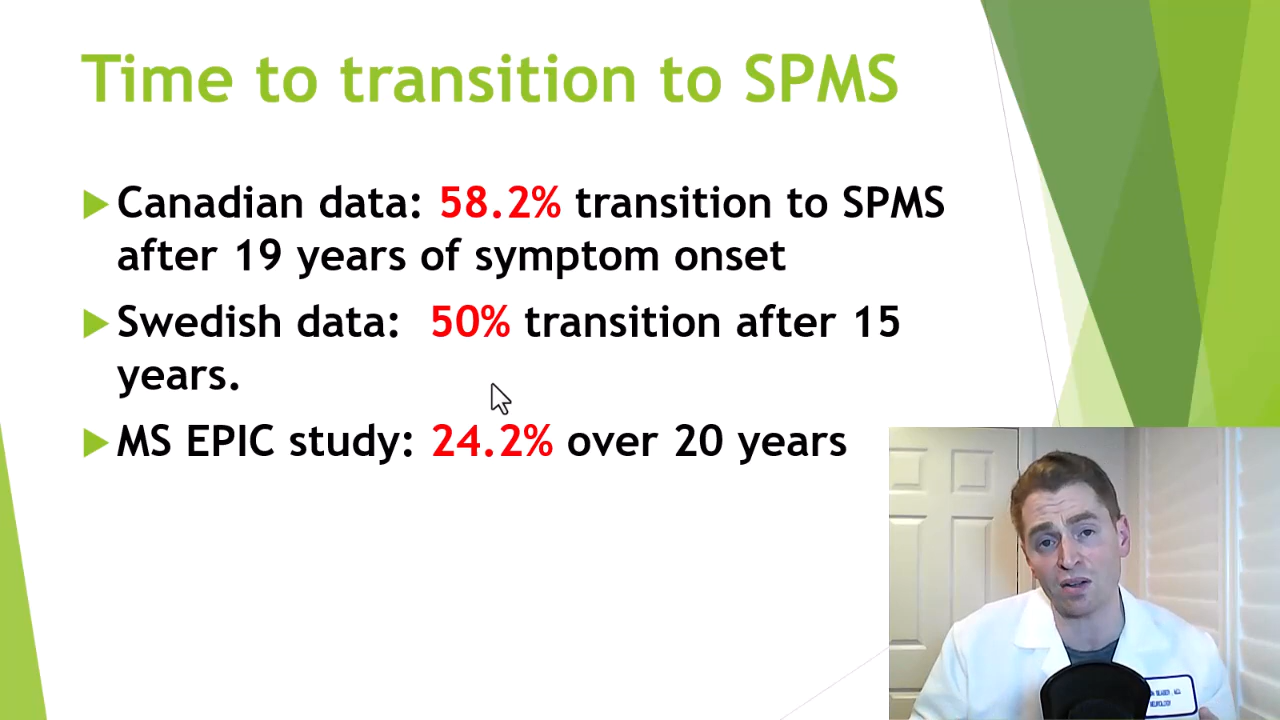 Time to transition to SPMS
Canadian data: 58.2% transition to SPMS
after 19 years of symptom onset
Swedish data: 50% transition after 15
years.
MS EPIC study: 24.2% over 20 years
NEUROLOGY